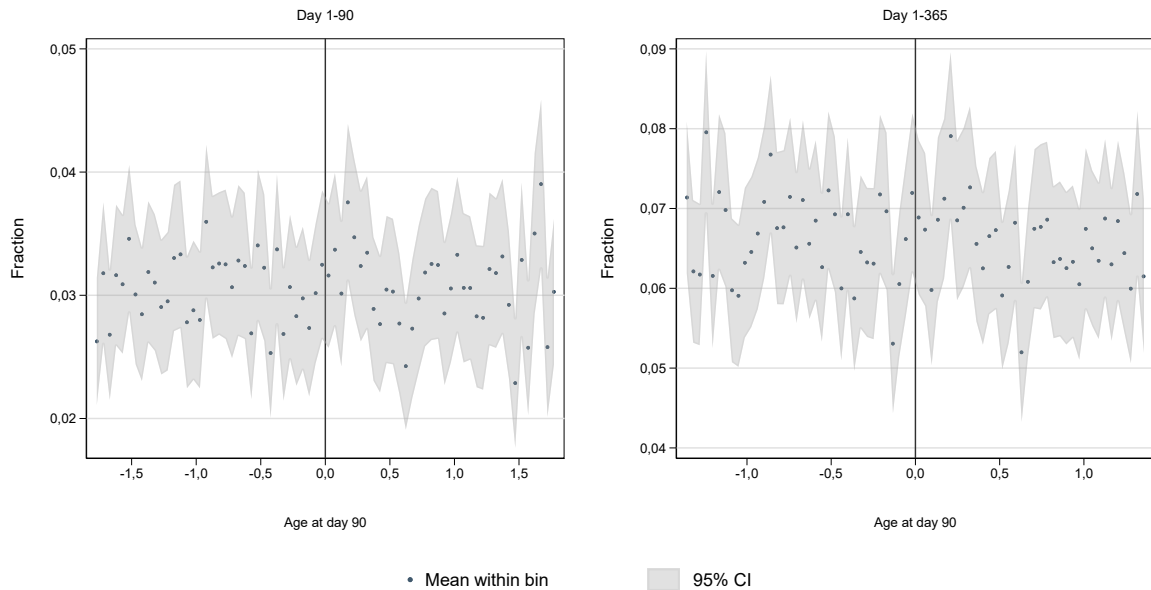 Day 1-90
0,05
0,04
0,03
0,02
Fraction
-1,5 -1,0 -0,5 0,0 0,5 1,0 1,5
Age at day 90
Day 1-365
0,09
0,08
0,07
0,06
0,05
0,04
Fraction
-1,0 -0,5 0,0 0,5 1,0
Age at day 90
Mean within bin
95% CI